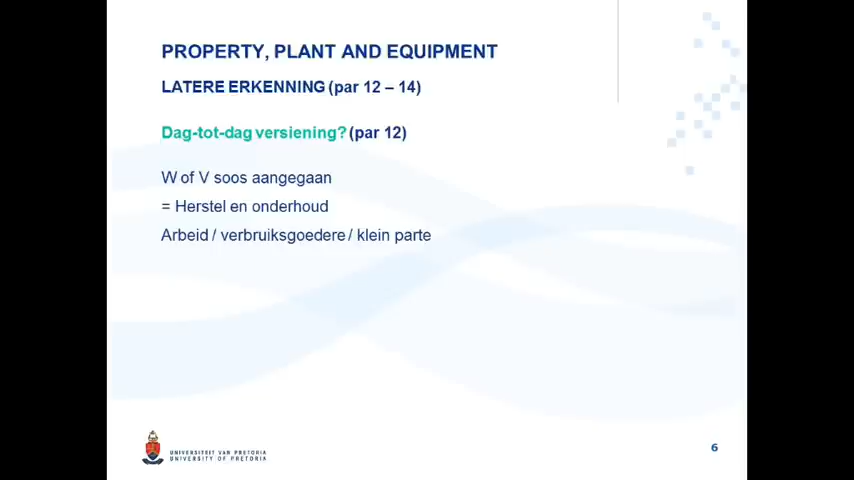 PROPERTY, PLANT AND EQUIPMENT
LATERE ERKENNING (par 12 – 14)
Dag-tot-dag versiening? (par 12)
W of V soos aangegaan
= Herstel en onderhoud
Arbeid / verbruiksgoedere / klein parte
UNIVERSITEIT VAN PRETORIA
UNIVERSITY OF PRETORIA
6